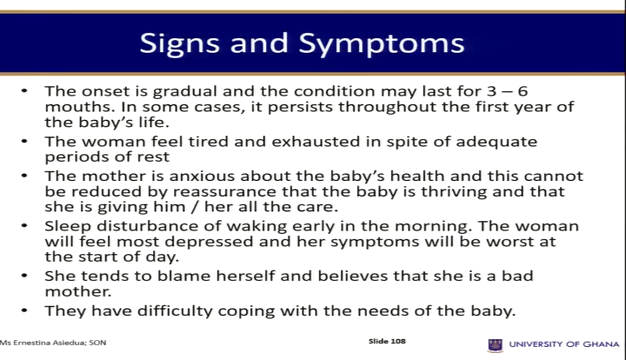 Signs and Symptoms
• The onset is gradual and the condition may last for 3 – 6
mouths. In some cases, it persists throughout the first year of
the baby's life.
• The woman feel tired and exhausted in spite of adequate
periods of rest
• The mother is anxious about the baby's health and this cannot
be reduced by reassurance that the baby is thriving and that
she is giving him / her all the care.
• Sleep disturbance of waking early in the morning. The woman
will feel most depressed and her symptoms will be worst at
the start of day.
• She tends to blame herself and believes that she is a bad
mother.
• They have difficulty coping with the needs of the baby.
Ms Ernestina Asiedua; SON
Slide 108
UNIVERSITY OF GHANA